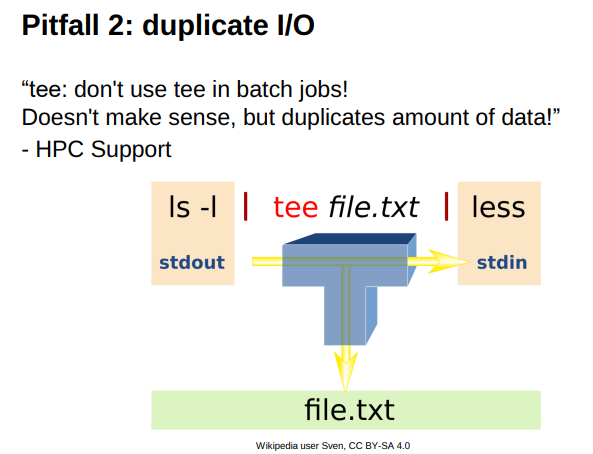 Pitfall 2: duplicate I/O
“tee: don't use tee in batch jobs!
Doesn't make sense, but duplicates amount of data!”
- HPC Support
ls -l | tee file.txt | less
stdout stdin
file.txt
Wikipedia user Sven, CC BY-SA 4.0